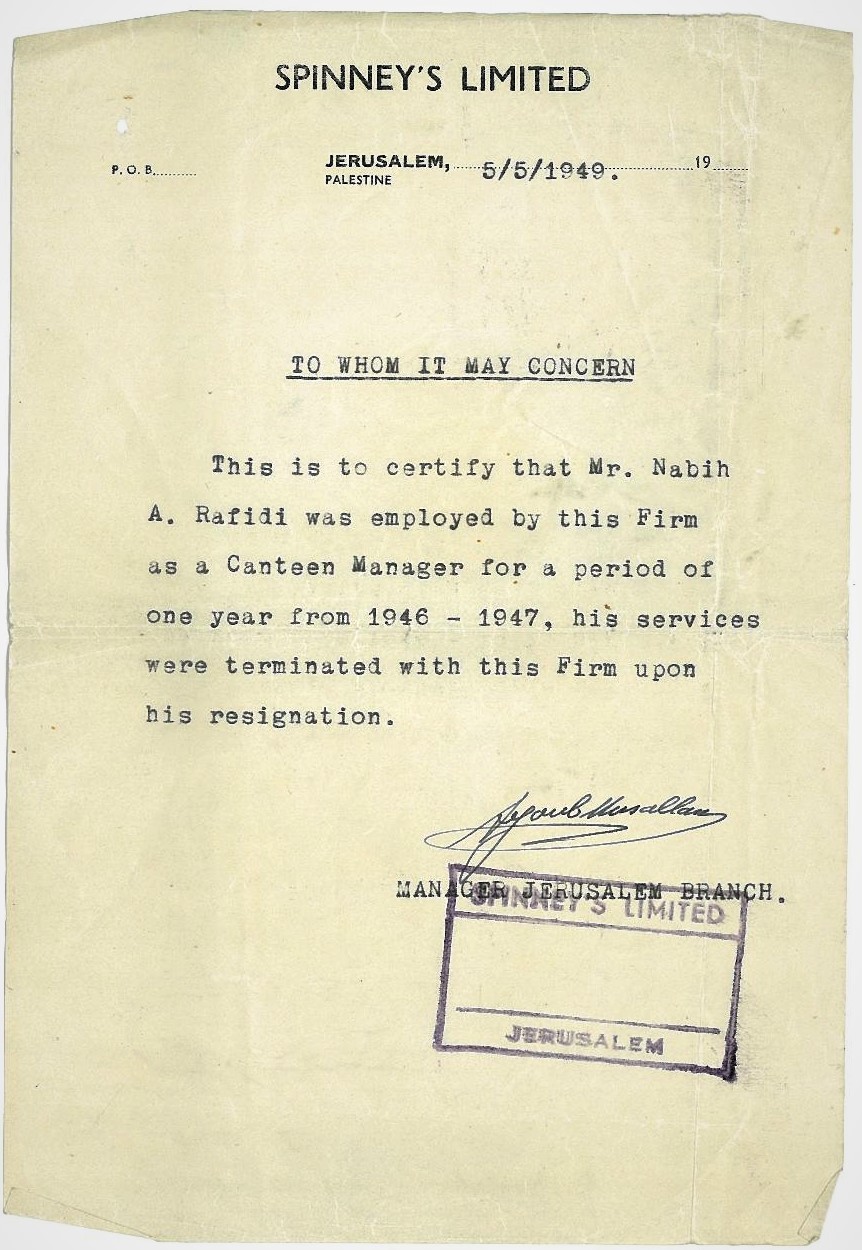 SPINNEY'S LIMITED
P. O. B..........
JERUSALEM, 5/5/1949. 19
PALESTINE
TO WHOM IT MAY CONCERN
This is to certify that Mr. Nabih
A. Rafidi was employed by this Firm
as a Canteen Manager for a period of
one year from 1946 - 1947, his services
were terminated with this Firm upon
his resignation.
MANAGER JERUSALEM BRANCH.
SPINNEY'S LIMITED
JERUSALEM